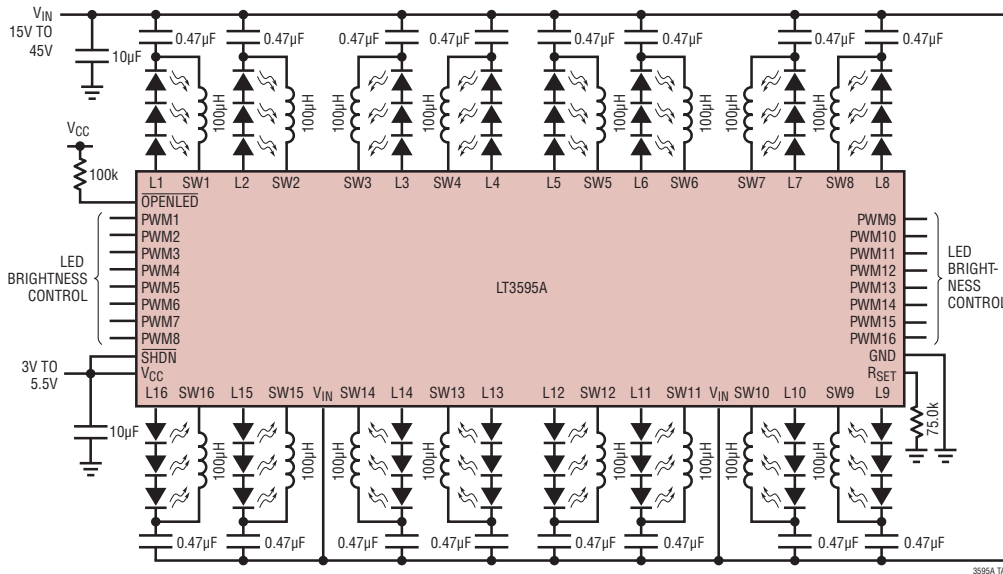 VIN
15V TO
45V
10µF
0.47µF 0.47µF 0.47µF 0.47µF 0.47µF 0.47µF 0.47µF 0.47µF
100µH 100µH 100µH 100µH 100µH 100µH 100µH 100µH
VCC
100k
L1 SW1 L2 SW2 SW3 L3 SW4 L4 L5 SW5 L6 SW6 SW7 L7 SW8 L8
OPENLED
PWM1
PWM2
PWM3
PWM4
PWM5
PWM6
PWM7
PWM8
LED
BRIGHTNESS
CONTROL
LT3595A
PWM9
PWM10
PWM11
PWM12
PWM13
PWM14
PWM15
PWM16
LED
BRIGHT-
NESS
CONTROL
SHDN
VCC
3V TO
5.5V
10µF
GND
RSET
75.0k
L16 SW16 L15 SW15 VIN SW14 L14 SW13 L13 L12 SW12 L11 SW11 VIN SW10 L10 SW9 L9
100µH 100µH 100µH 100µH 100µH 100µH 100µH 100µH
0.47µF 0.47µF 0.47µF 0.47µF 0.47µF 0.47µF 0.47µF 0.47µF
3595A